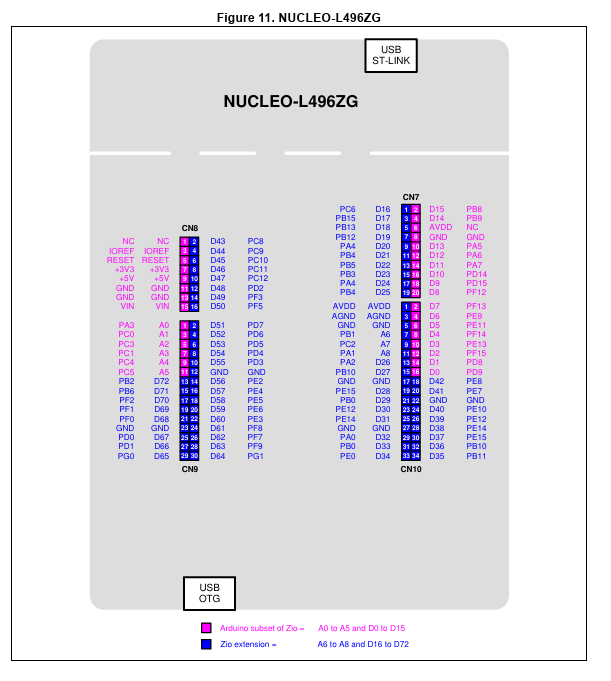 Figure 11. NUCLEO-L496ZG
USB
ST-LINK
NUCLEO-L496ZG
CN8
NC NC 1 2 D43 PC8
IOREF IOREF 3 4 D44 PC9
RESET RESET 5 6 D45 PC10
+3V3 +3V3 7 8 D46 PC11
+5V +5V 9 10 D47 PC12
GND GND 11 12 D48 PD2
GND GND 13 14 D49 PF3
VIN VIN 15 16 D50 PF5
PA3 A0 1 2 D51 PD7
PC0 A1 3 4 D52 PD6
PC3 A2 5 6 D53 PD5
PC1 A3 7 8 D54 PD4
PC4 A4 9 10 D55 PD3
PC5 A5 11 12 GND GND
PB2 D72 13 14 D56 PE2
PB6 D71 15 16 D57 PE4
PF2 D70 17 18 D58 PE5
PF1 D69 19 20 D59 PE6
PF0 D68 21 22 D60 PE3
GND GND 23 24 D61 PF8
PD0 D67 25 26 D62 PF7
PD1 D66 27 28 D63 PF9
PG0 D65 29 30 D64 PG1
CN9
CN7
PC6 D16 1 2 D15 PB8
PB15 D17 3 4 D14 PB9
PB13 D18 5 6 AVDD NC
PB12 D19 7 8 GND GND
PA4 D20 9 10 D13 PA5
PB4 D21 11 12 D12 PA6
PB5 D22 13 14 D11 PA7
PB3 D23 15 16 D10 PD14
PA4 D24 17 18 D9 PD15
PB4 D25 19 20 D8 PF12
AVDD AVDD 1 2 D7 PF13
AGND AGND 3 4 D6 PE9
GND GND 5 6 D5 PE11
PB1 A6 7 8 D4 PF14
PC2 A7 9 10 D3 PE13
PA1 A8 11 12 D2 PF15
PA2 D26 13 14 D1 PD8
PB10 D27 15 16 D0 PD9
GND GND 17 18 D42 PE8
PE15 D28 19 20 D41 PE7
PB0 D29 21 22 GND GND
PE12 D30 23 24 D40 PE10
PE14 D31 25 26 D39 PE12
GND GND 27 28 D38 PE14
PA0 D32 29 30 D37 PE15
PB0 D33 31 32 D36 PB10
PE0 D34 33 34 D35 PB11
CN10
USB
OTG
Arduino subset of Zio = A0 to A5 and D0 to D15
Zio extension = A6 to A8 and D16 to D72